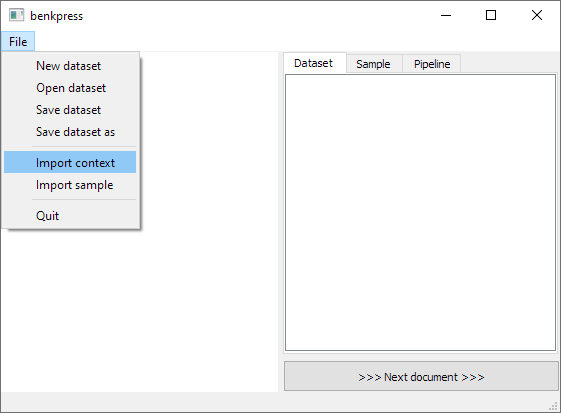 benkpress
File
New dataset
Open dataset
Save dataset
Save dataset as
Import context
Import sample
Quit
Dataset Sample Pipeline
>>> Next document >>>